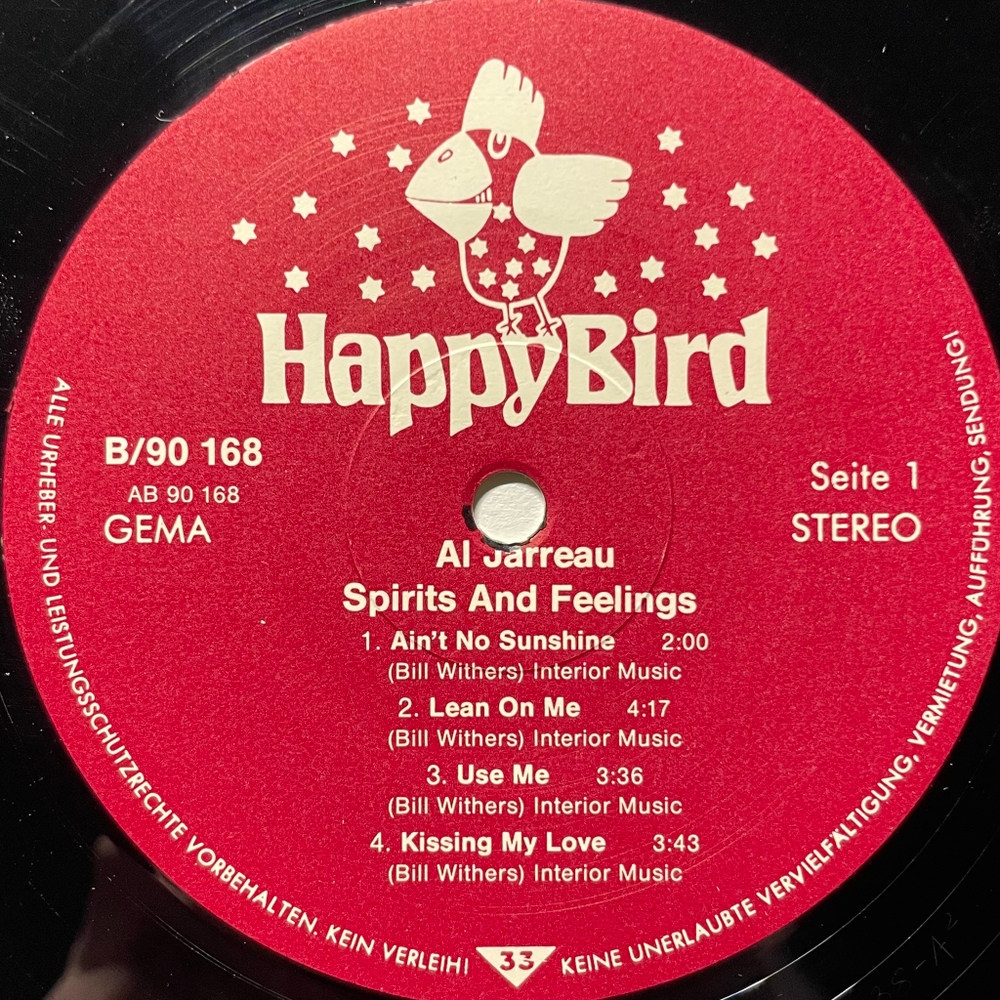 HappyBird
B/90 168
AB 90 168
GEMA
Seite 1
STEREO
Al Jarreau
Spirits And Feelings
1. Ain't No Sunshine 2:00
(Bill Withers) Interior Music
2. Lean On Me 4:17
(Bill Withers) Interior Music
3. Use Me 3:36
(Bill Withers) Interior Music
4. Kissing My Love 3:43
(Bill Withers) Interior Music
ALLE URHEBER- UND LEISTUNGSSCHUTZRECHTE VORBEHALTEN. KEIN VERLEIH!
33
KEINE UNERLAUBTE VERVIELFÄLTIGUNG, VERMIETUNG, AUFFÜHRUNG, SENDUNG!